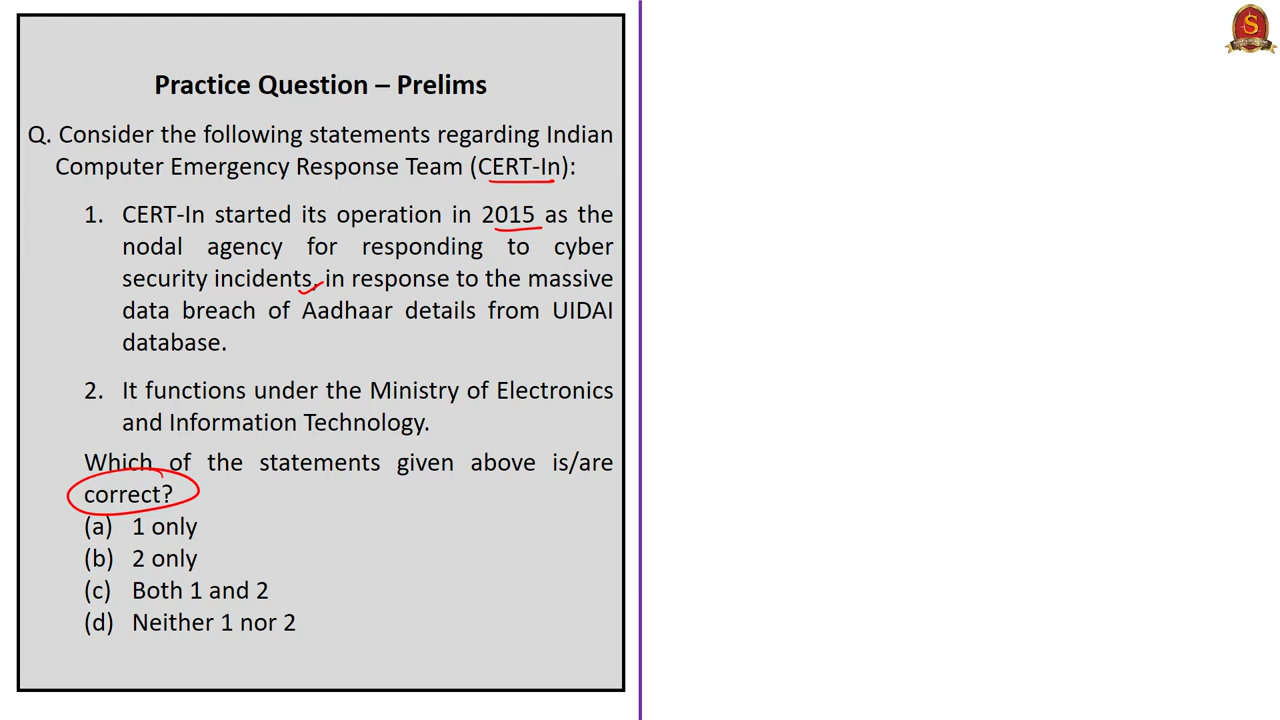 Practice Question – Prelims
Q. Consider the following statements regarding Indian
Computer Emergency Response Team (CERT-In):
1. CERT-In started its operation in 2015 as the
nodal agency for responding to cyber
security incidents, in response to the massive
data breach of Aadhaar details from UIDAI
database.
2. It functions under the Ministry of Electronics
and Information Technology.
Which of the statements given above is/are
correct?
(a) 1 only
(b) 2 only
(c) Both 1 and 2
(d) Neither 1 nor 2
S